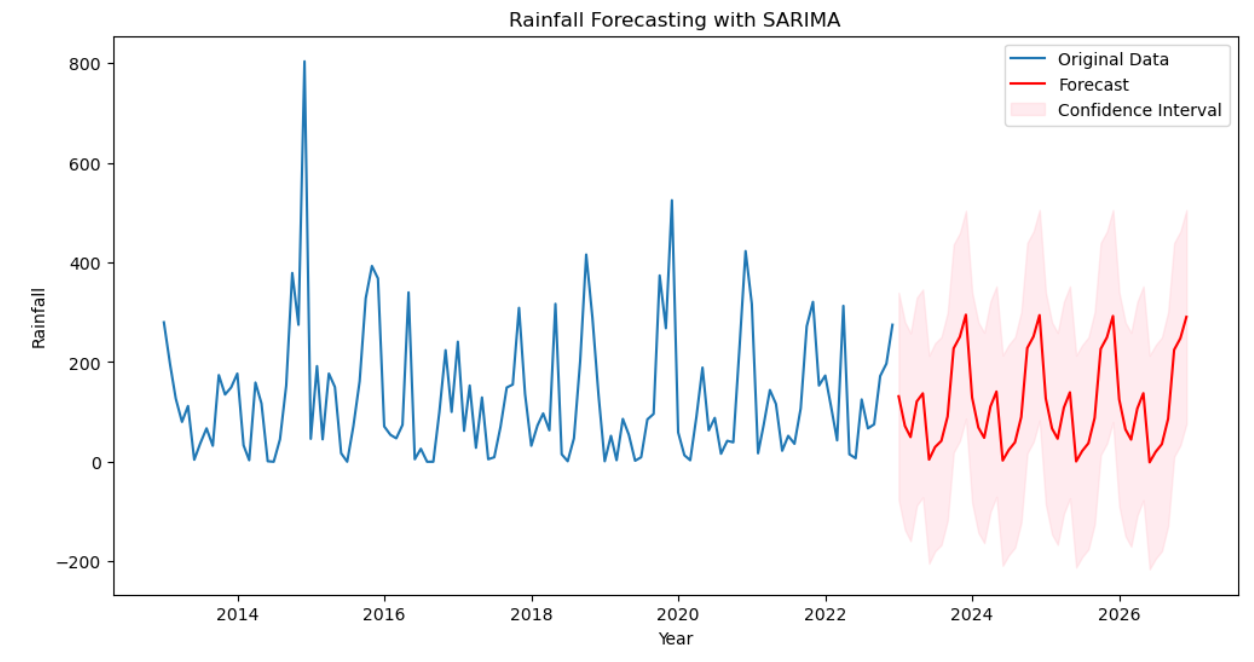 Rainfall Forecasting with SARIMA
Original Data
Forecast
Confidence Interval
800
600
400
200
0
−200
Rainfall
2014 2016 2018 2020 2022 2024 2026
Year